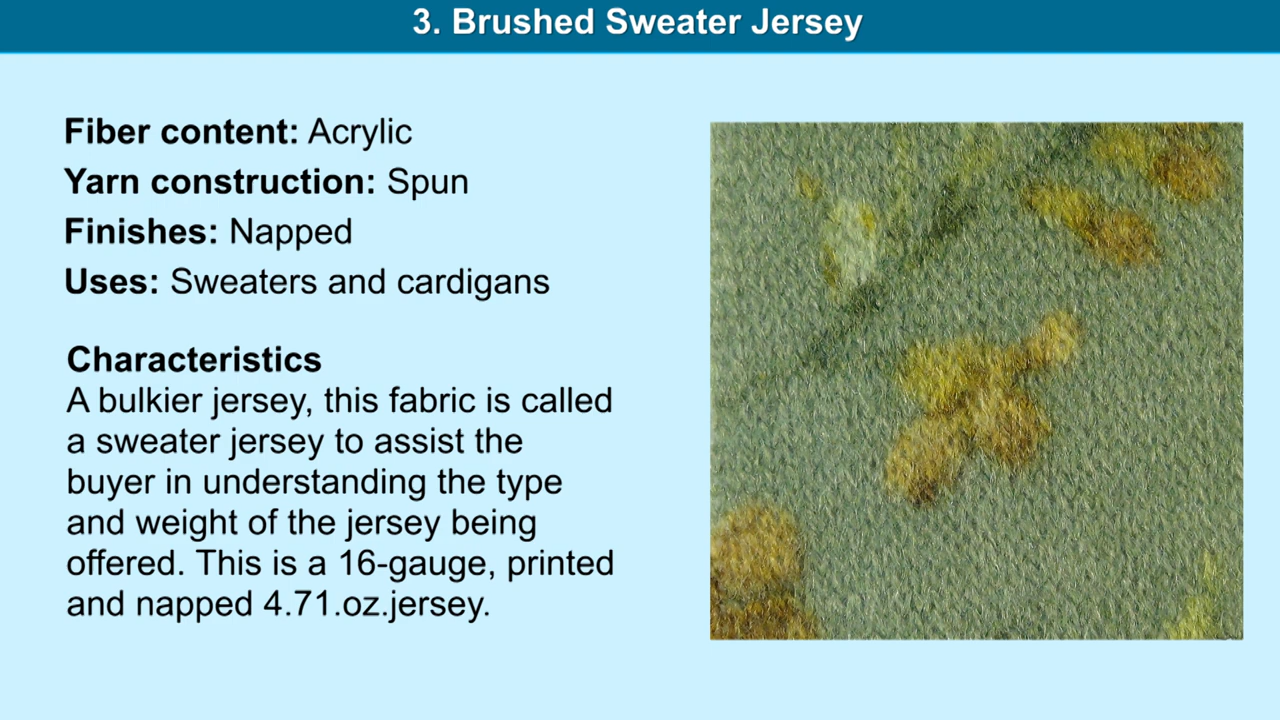 3. Brushed Sweater Jersey
Fiber content: Acrylic
Yarn construction: Spun
Finishes: Napped
Uses: Sweaters and cardigans
Characteristics
A bulkier jersey, this fabric is called
a sweater jersey to assist the
buyer in understanding the type
and weight of the jersey being
offered. This is a 16-gauge, printed
and napped 4.71.oz.jersey.